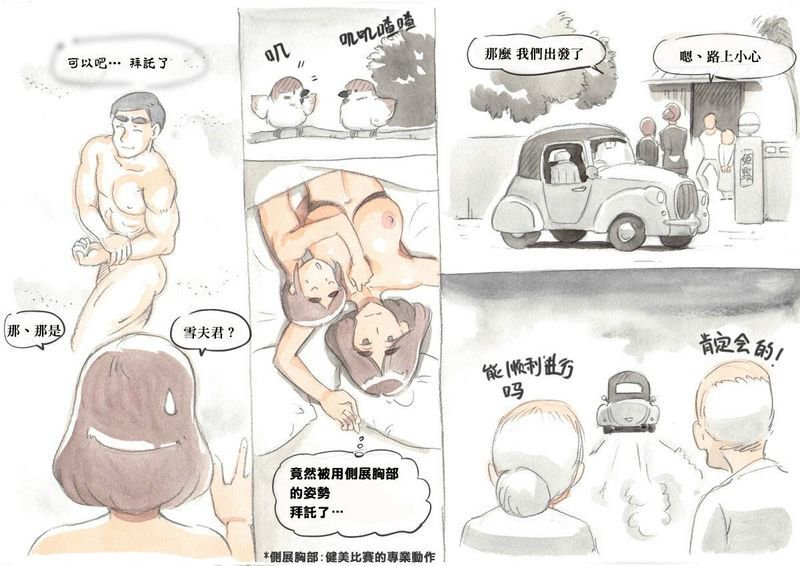 可以吧… 拜託了
那、那是
雪夫君？
叽
叽叽喳喳
竟然被用側展胸部
的姿勢
拜託了…
*側展胸部：健美比賽的專業動作
那麼 我們出發了
嗯、路上小心
能顺利进行
吗
肯定会的！